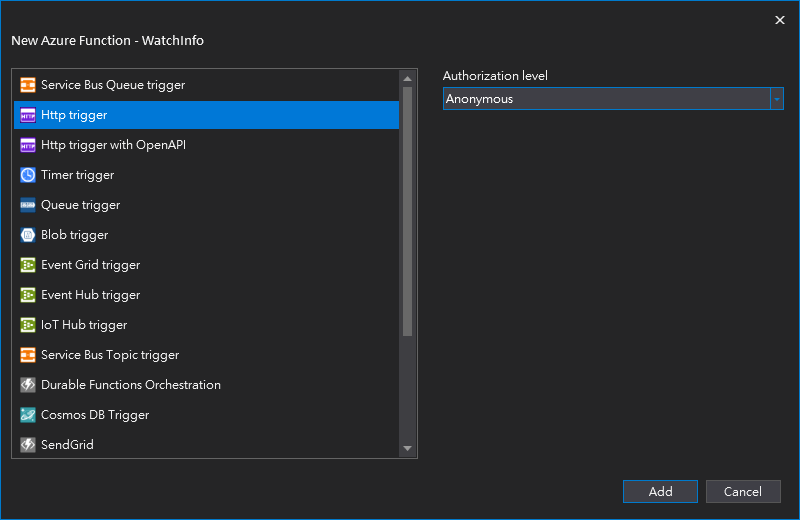 New Azure Function - WatchInfo
Service Bus Queue trigger
Http trigger
Http trigger with OpenAPI
Timer trigger
Queue trigger
Blob trigger
Event Grid trigger
Event Hub trigger
IoT Hub trigger
Service Bus Topic trigger
Durable Functions Orchestration
Cosmos DB Trigger
SendGrid
Authorization level
Anonymous
Add
Cancel